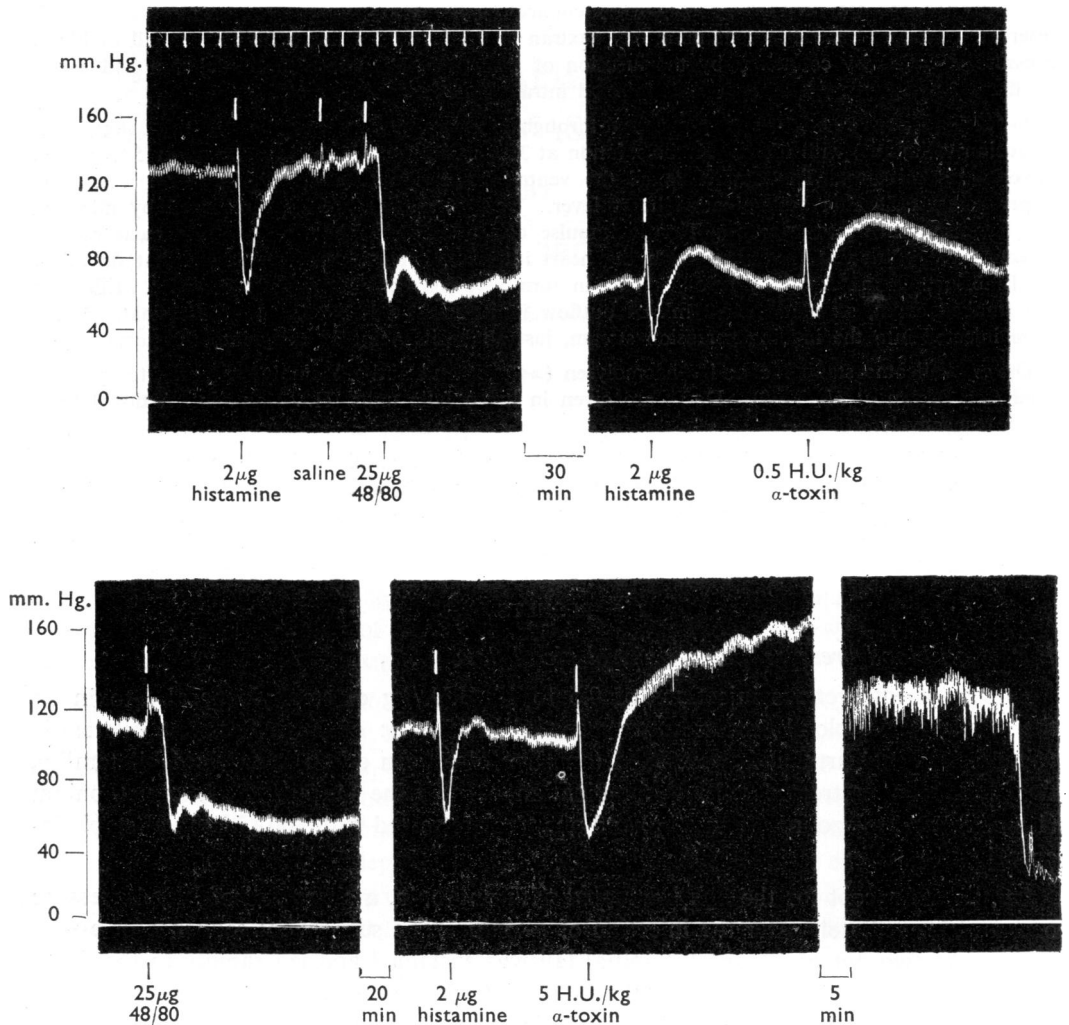 mm. Hg.
160
120
80
40
0
2μg
histamine
saline
25μg
48/80
30
min
2 μg
histamine
0.5 H.U./kg
α-toxin
mm. Hg.
160
120
80
40
0
25μg
48/80
20
min
2 μg
histamine
5 H.U./kg
α-toxin
5
min